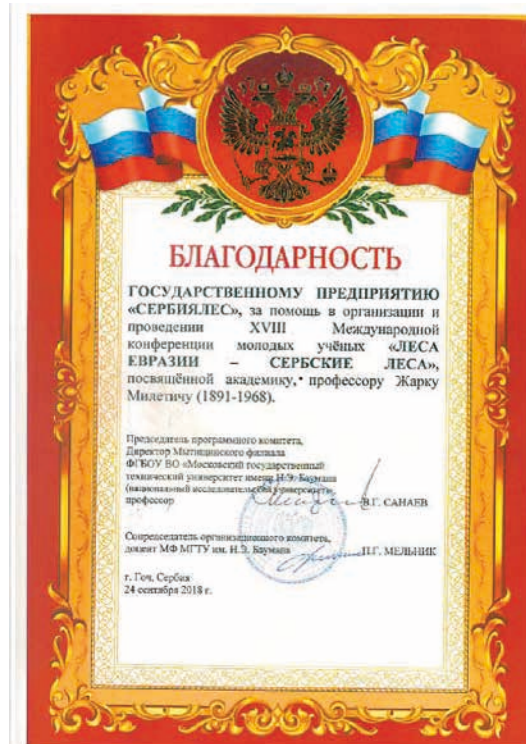 БЛАГОДАРНОСТЬ
ГОСУДАРСТВЕННОМУ ПРЕДПРИЯТИЮ
«СЕРБИЯЛЕС», за помощь в организации и
проведении XVIII Международной
конференции молодых учёных «ЛЕСА
ЕВРАЗИИ – СЕРБСКИЕ ЛЕСА»,
посвящённой академику, профессору Жарку
Милетичу (1891-1968).
Председатель программного комитета,
Директор Мытищинского филиала
ФГБОУ ВО «Московский государственный
технический университет имени Н.Э. Баумана
(национальный исследовательский университет)
профессор В.Г. САНАЕВ
Сопредседатель организационного комитета,
доцент МФ МГТУ им. Н.Э. Баумана П.Г. МЕЛЬНИК
г. Гоч, Сербия
24 сентября 2018 г.